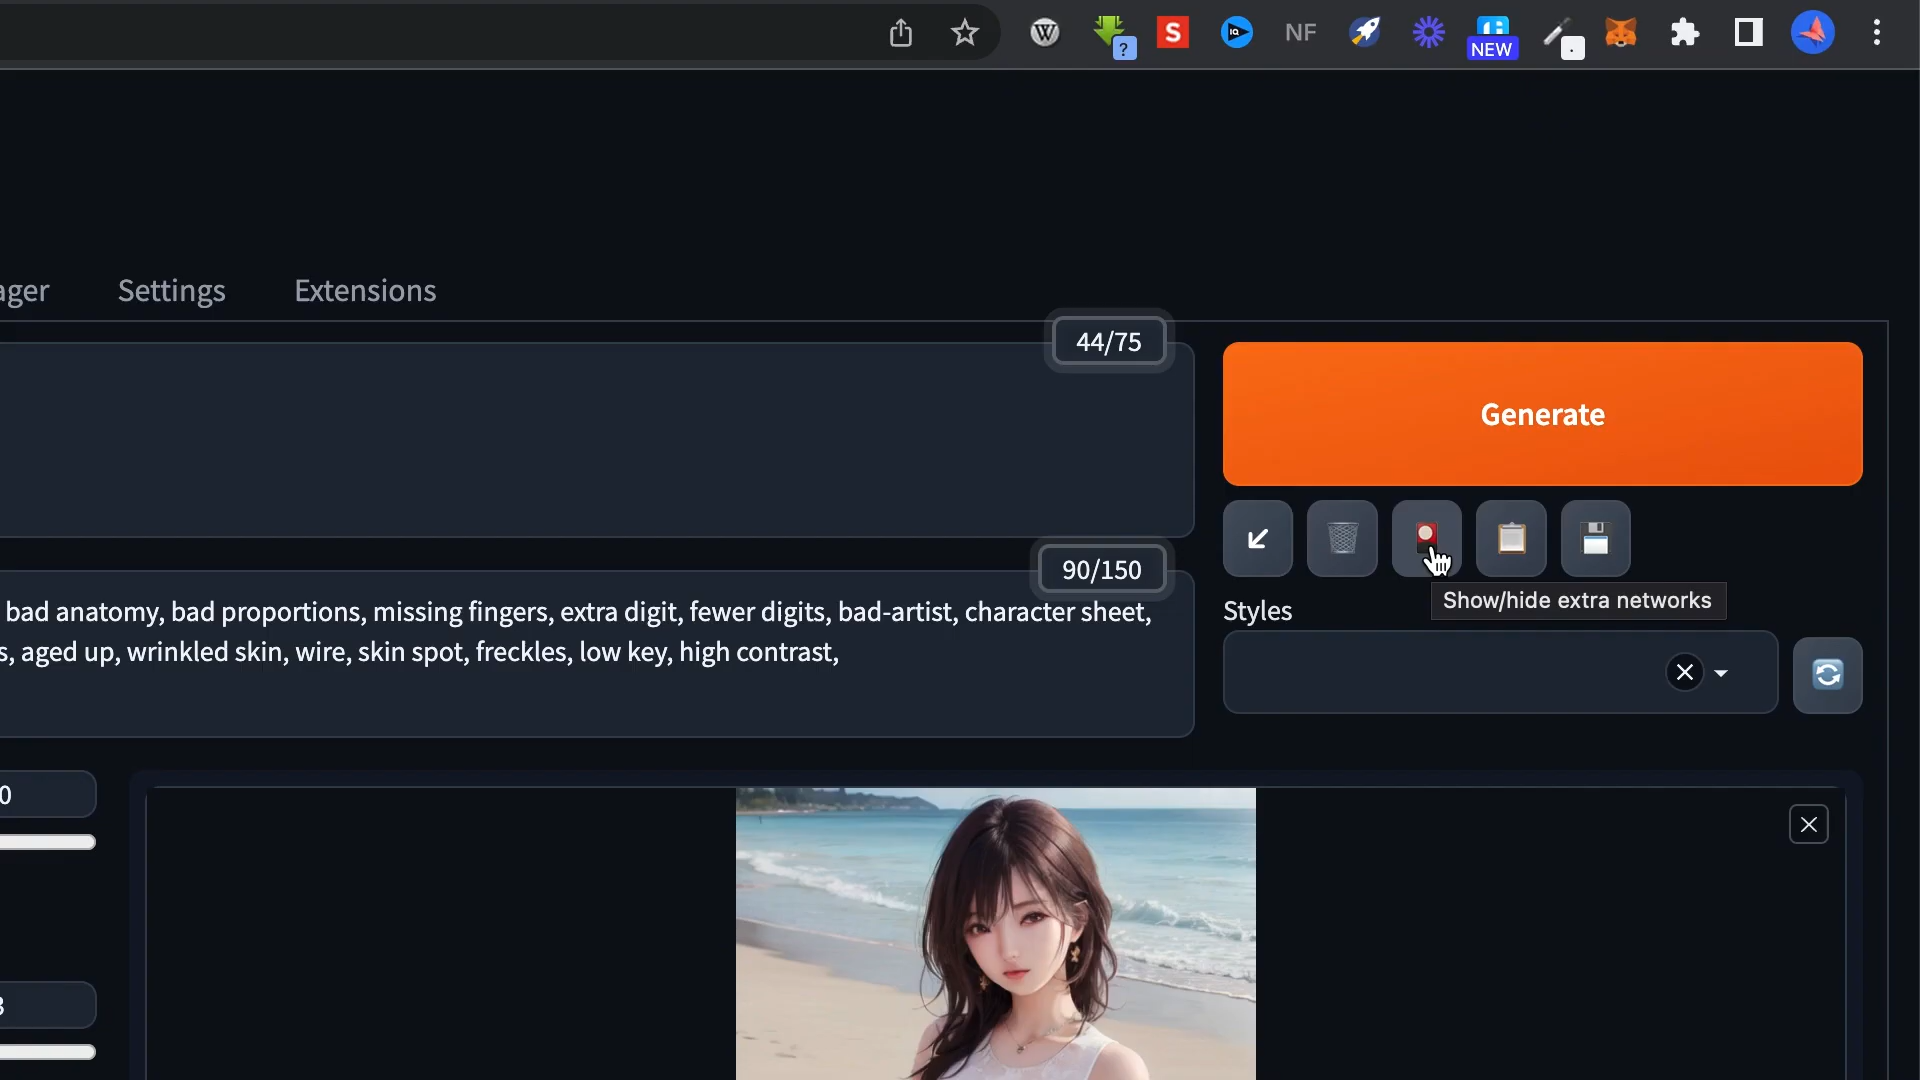 ?
S
IQ
NF
NEW
ager
Settings
Extensions
44/75
Generate
90/150
bad anatomy, bad proportions, missing fingers, extra digit, fewer digits, bad-artist, character sheet,
s, aged up, wrinkled skin, wire, skin spot, freckles, low key, high contrast,
Show/hide extra networks
Styles
0
3